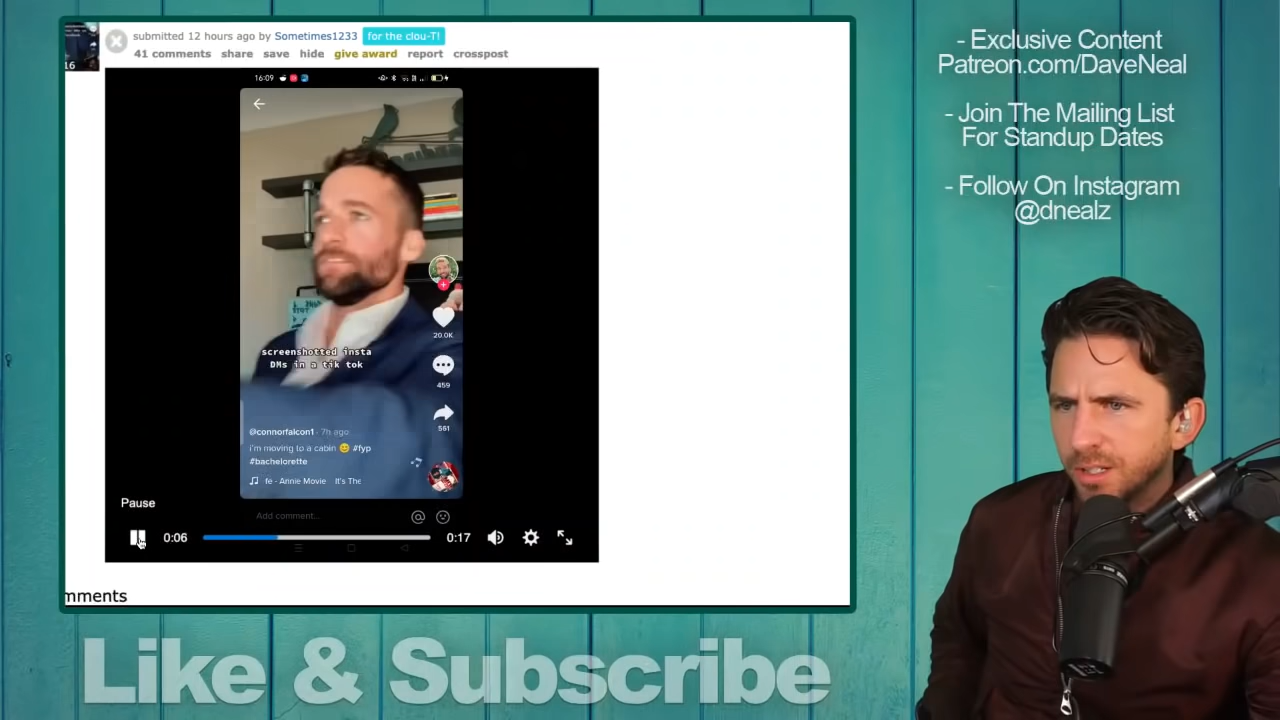 submitted 12 hours ago by Sometimes1233 for the clou-T!
41 comments share save hide give award report crosspost
16
16:09
screenshotted insta
DMs in a tik tok
20.0K
459
561
@connorfalcon1 · 7h ago
i'm moving to a cabin 😊 #fyp
#bachelorette
fe - Annie Movie It's The
Add comment...
Pause
0:06
0:17
mments
- Exclusive Content
Patreon.com/DaveNeal
- Join The Mailing List
For Standup Dates
- Follow On Instagram
@dnealz
Like & Subscribe